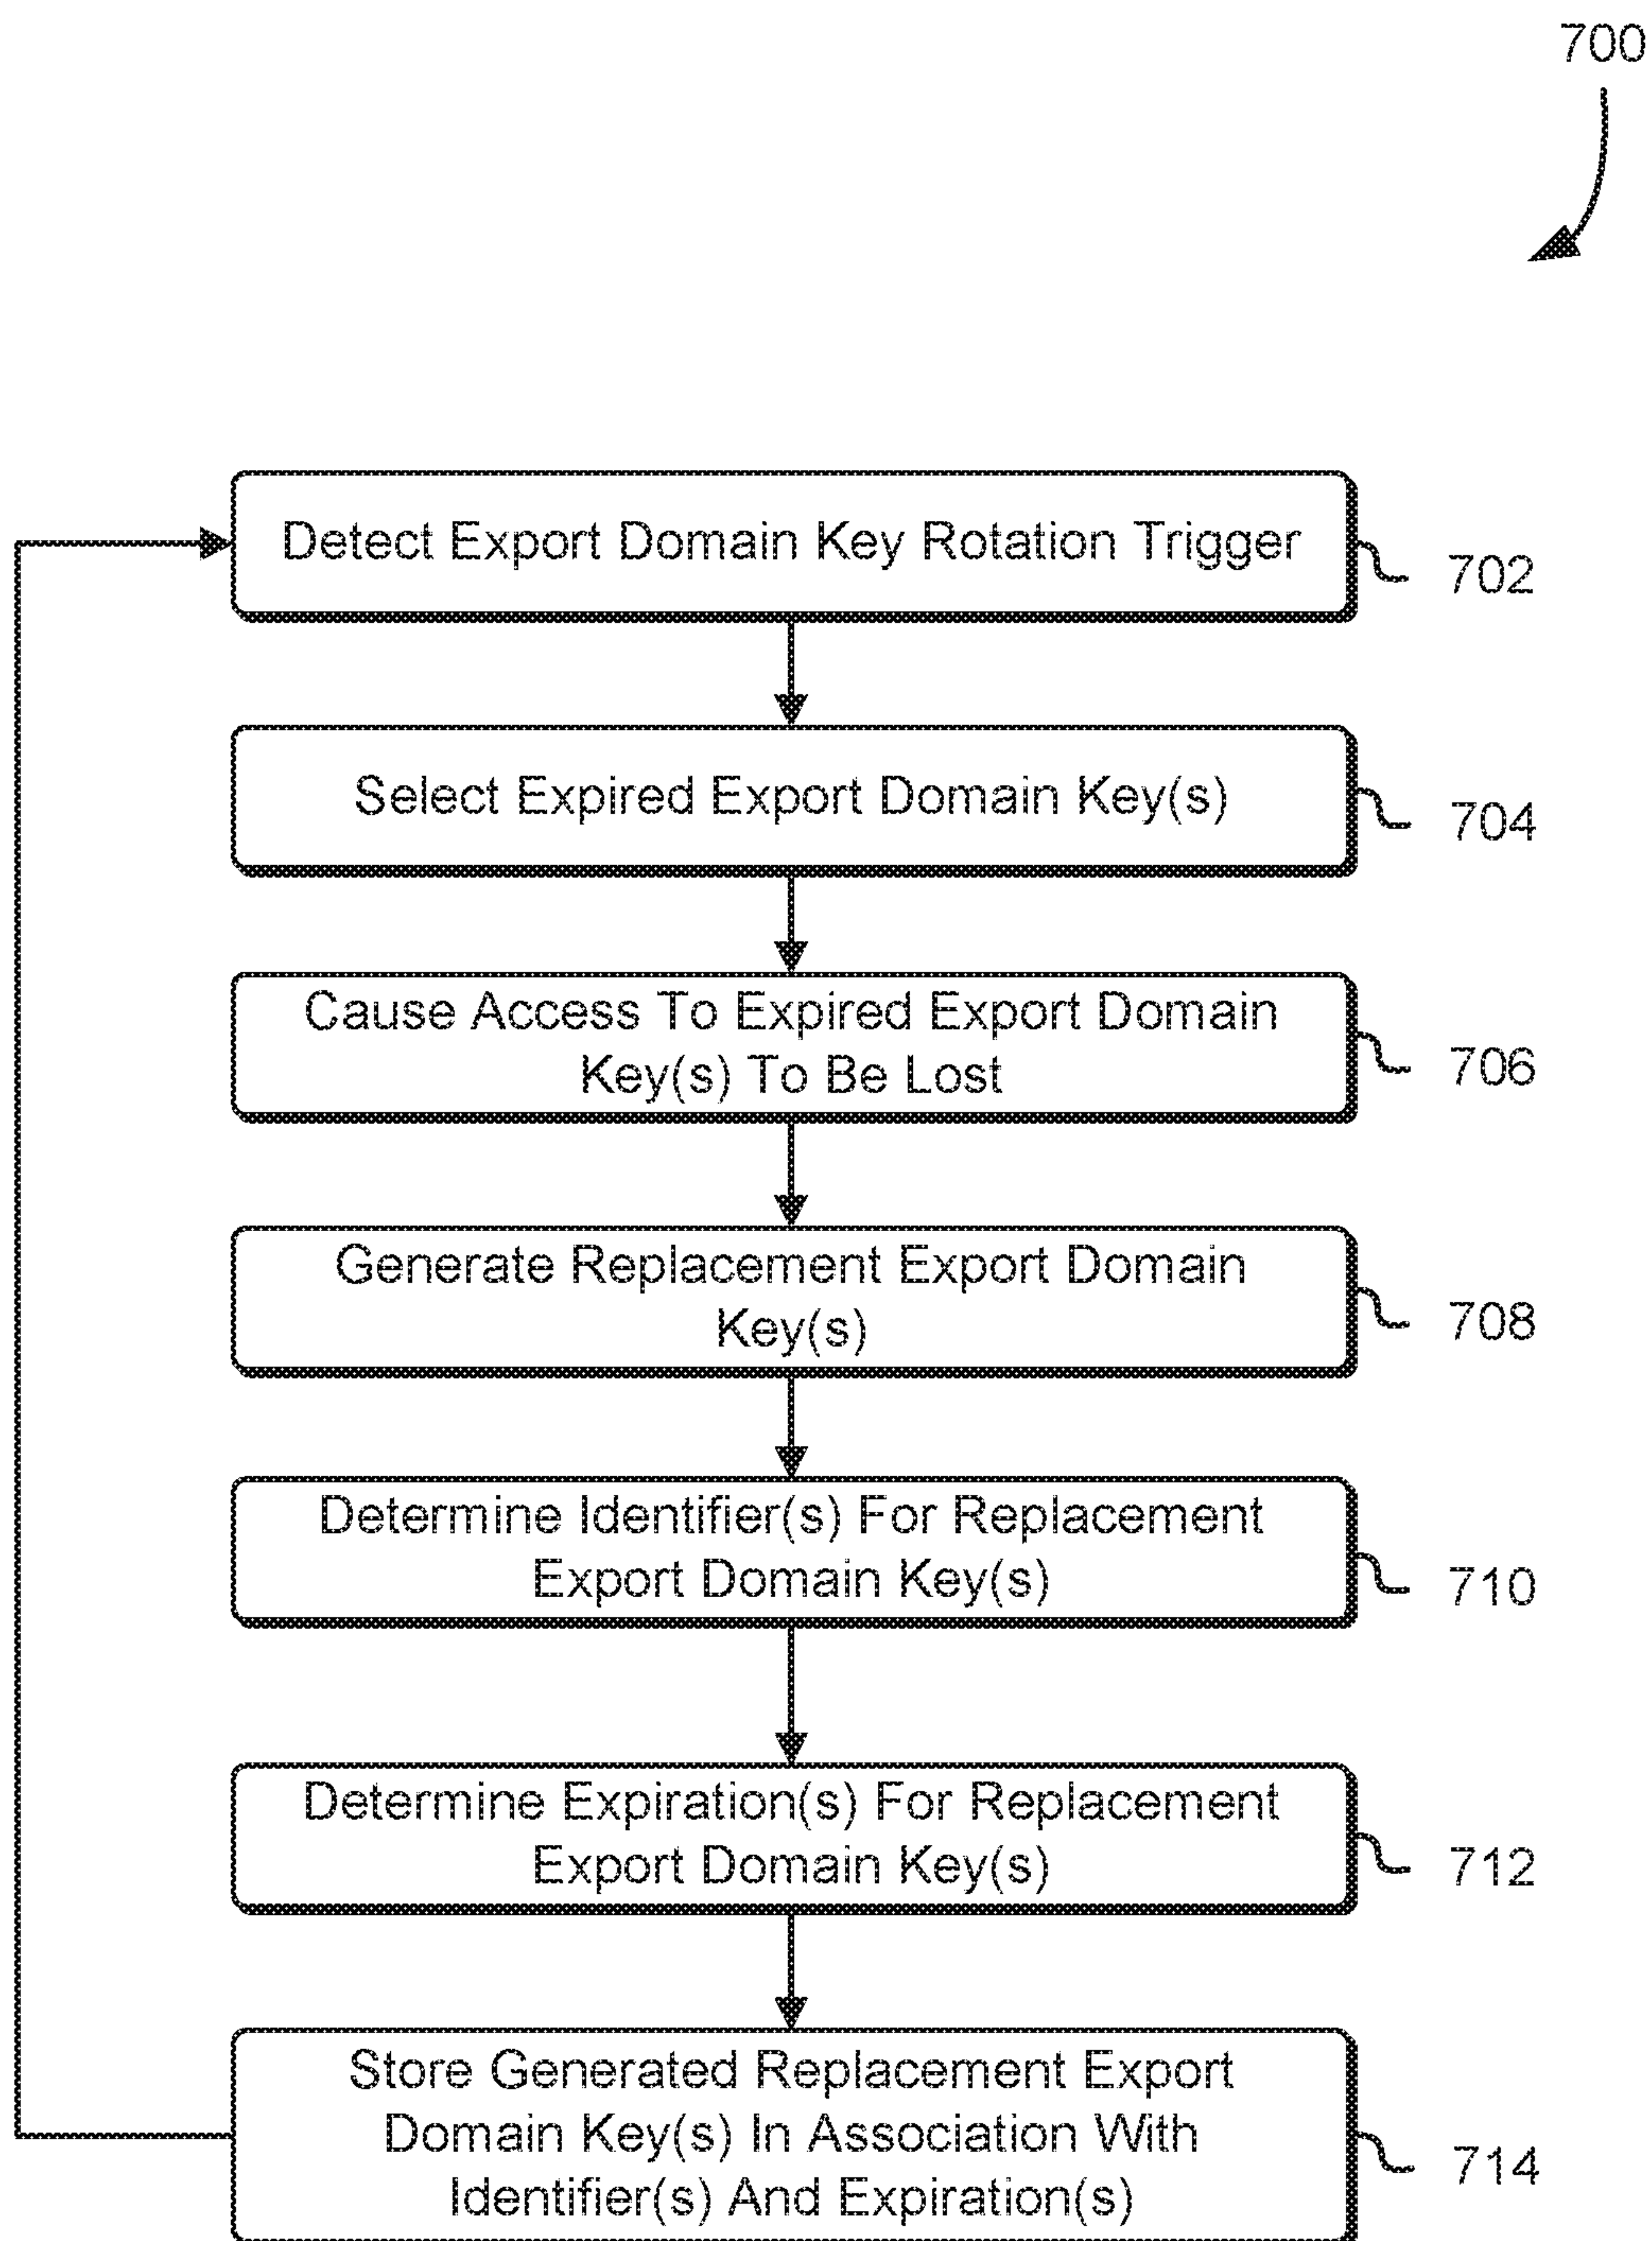 700
Detect Export Domain Key Rotation Trigger
702
Select Expired Export Domain Key(s)
704
Cause Access To Expired Export Domain
Key(s) To Be Lost
706
Generate Replacement Export Domain
Key(s)
708
Determine Identifier(s) For Replacement
Export Domain Key(s)
710
Determine Expiration(s) For Replacement
Export Domain Key(s)
712
Store Generated Replacement Export
Domain Key(s) In Association With
Identifier(s) And Expiration(s)
714